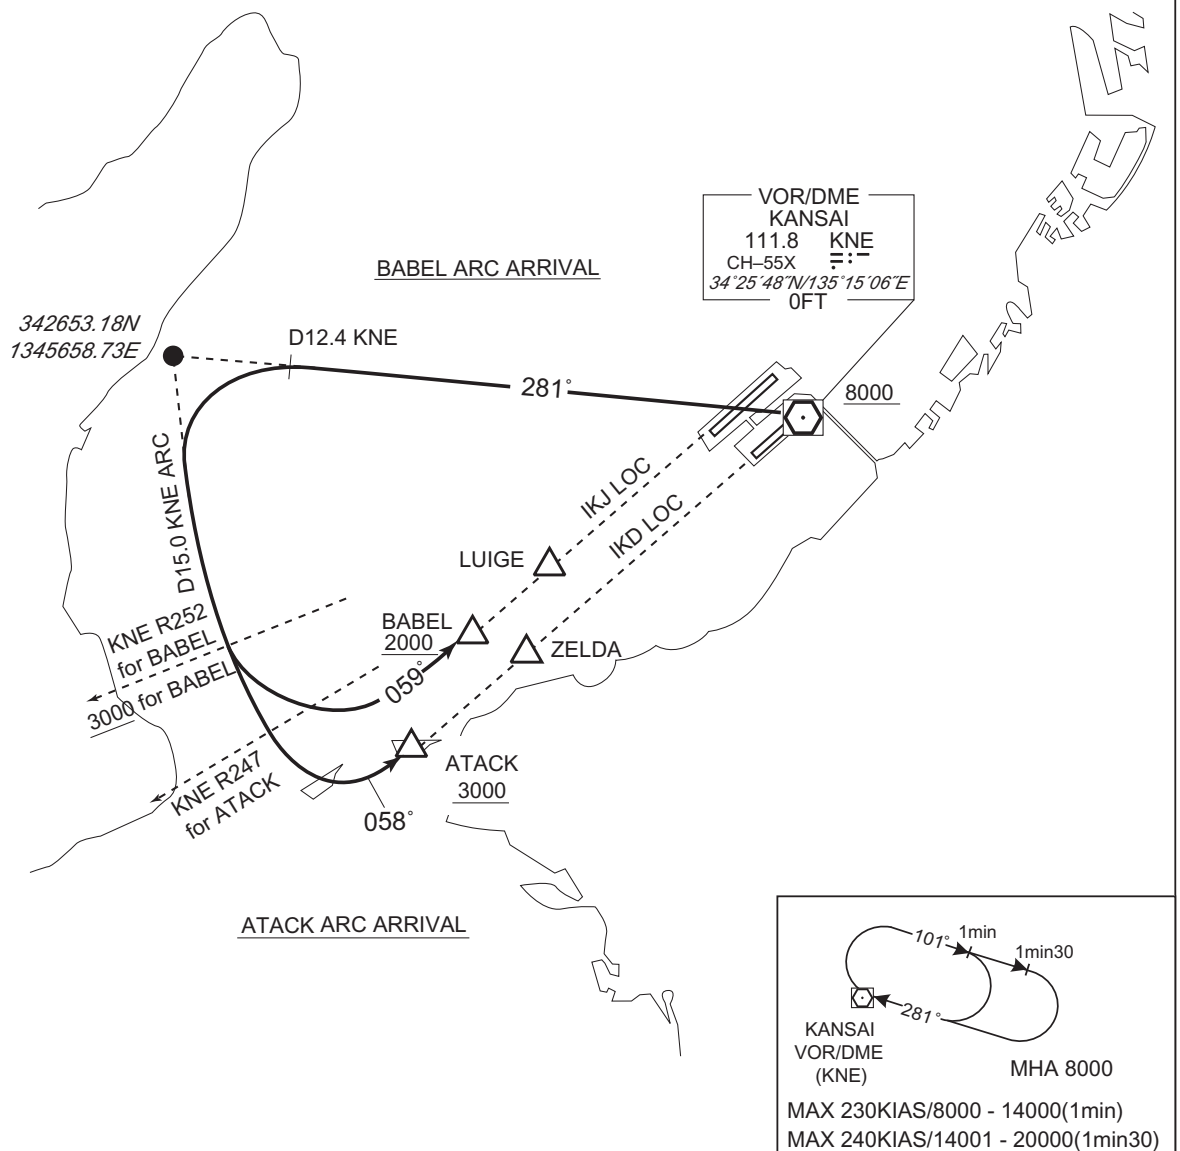 VOR/DME
KANSAI
111.8 KNE
CH–55X
34°25´48˝N/135°15´06˝E
0FT
BABEL ARC ARRIVAL
342653.18N
1345658.73E
D12.4 KNE
281°
8000
D15.0 KNE ARC
IKJ LOC
IKD LOC
LUIGE
KNE R252
for BABEL
3000 for BABEL
BABEL
2000
ZELDA
059°
KNE R247
for ATACK
ATACK
3000
058°
ATACK ARC ARRIVAL
101°
1min
1min30
281°
KANSAI
VOR/DME
(KNE)
MHA 8000
MAX 230KIAS/8000 - 14000(1min)
MAX 240KIAS/14001 - 20000(1min30)